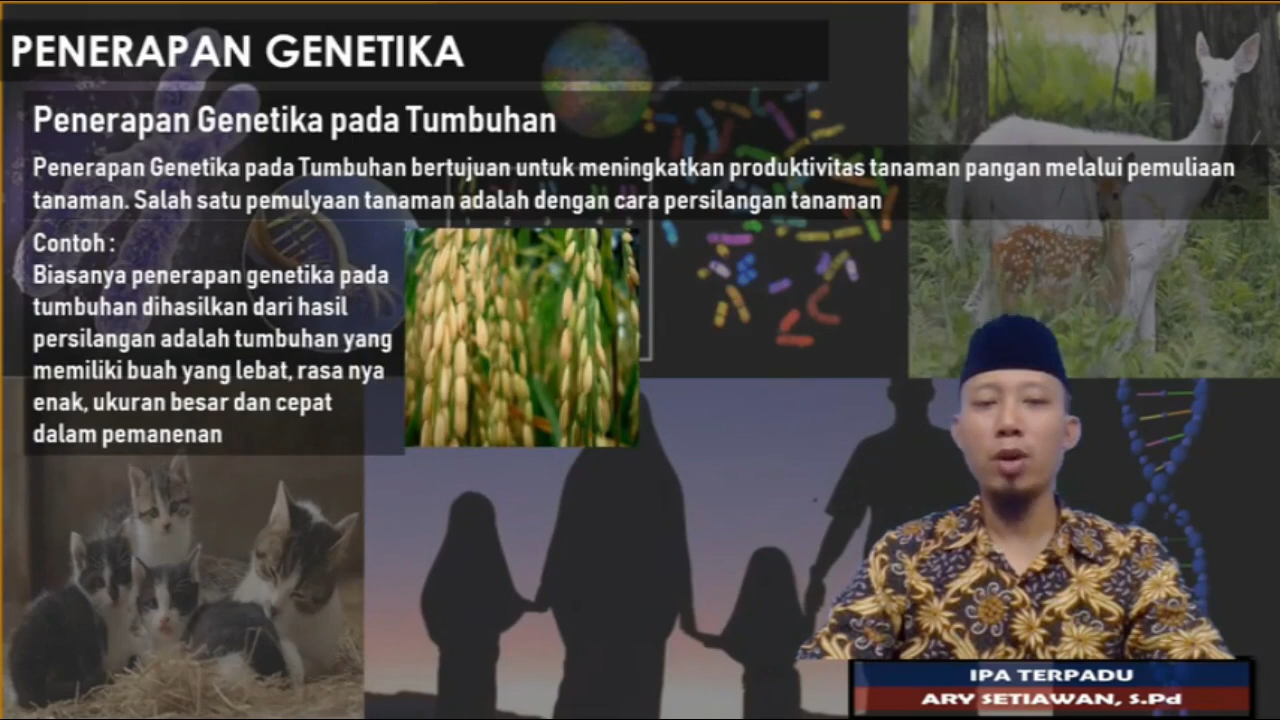 PENERAPAN GENETIKA
Penerapan Genetika pada Tumbuhan
Penerapan Genetika pada Tumbuhan bertujuan untuk meningkatkan produktivitas tanaman pangan melalui pemuliaan
tanaman. Salah satu pemulyaan tanaman adalah dengan cara persilangan tanaman
Contoh :
Biasanya penerapan genetika pada
tumbuhan dihasilkan dari hasil
persilangan adalah tumbuhan yang
memiliki buah yang lebat, rasa nya
enak, ukuran besar dan cepat
dalam pemanenan
IPA TERPADU
ARY SETIAWAN, S.Pd